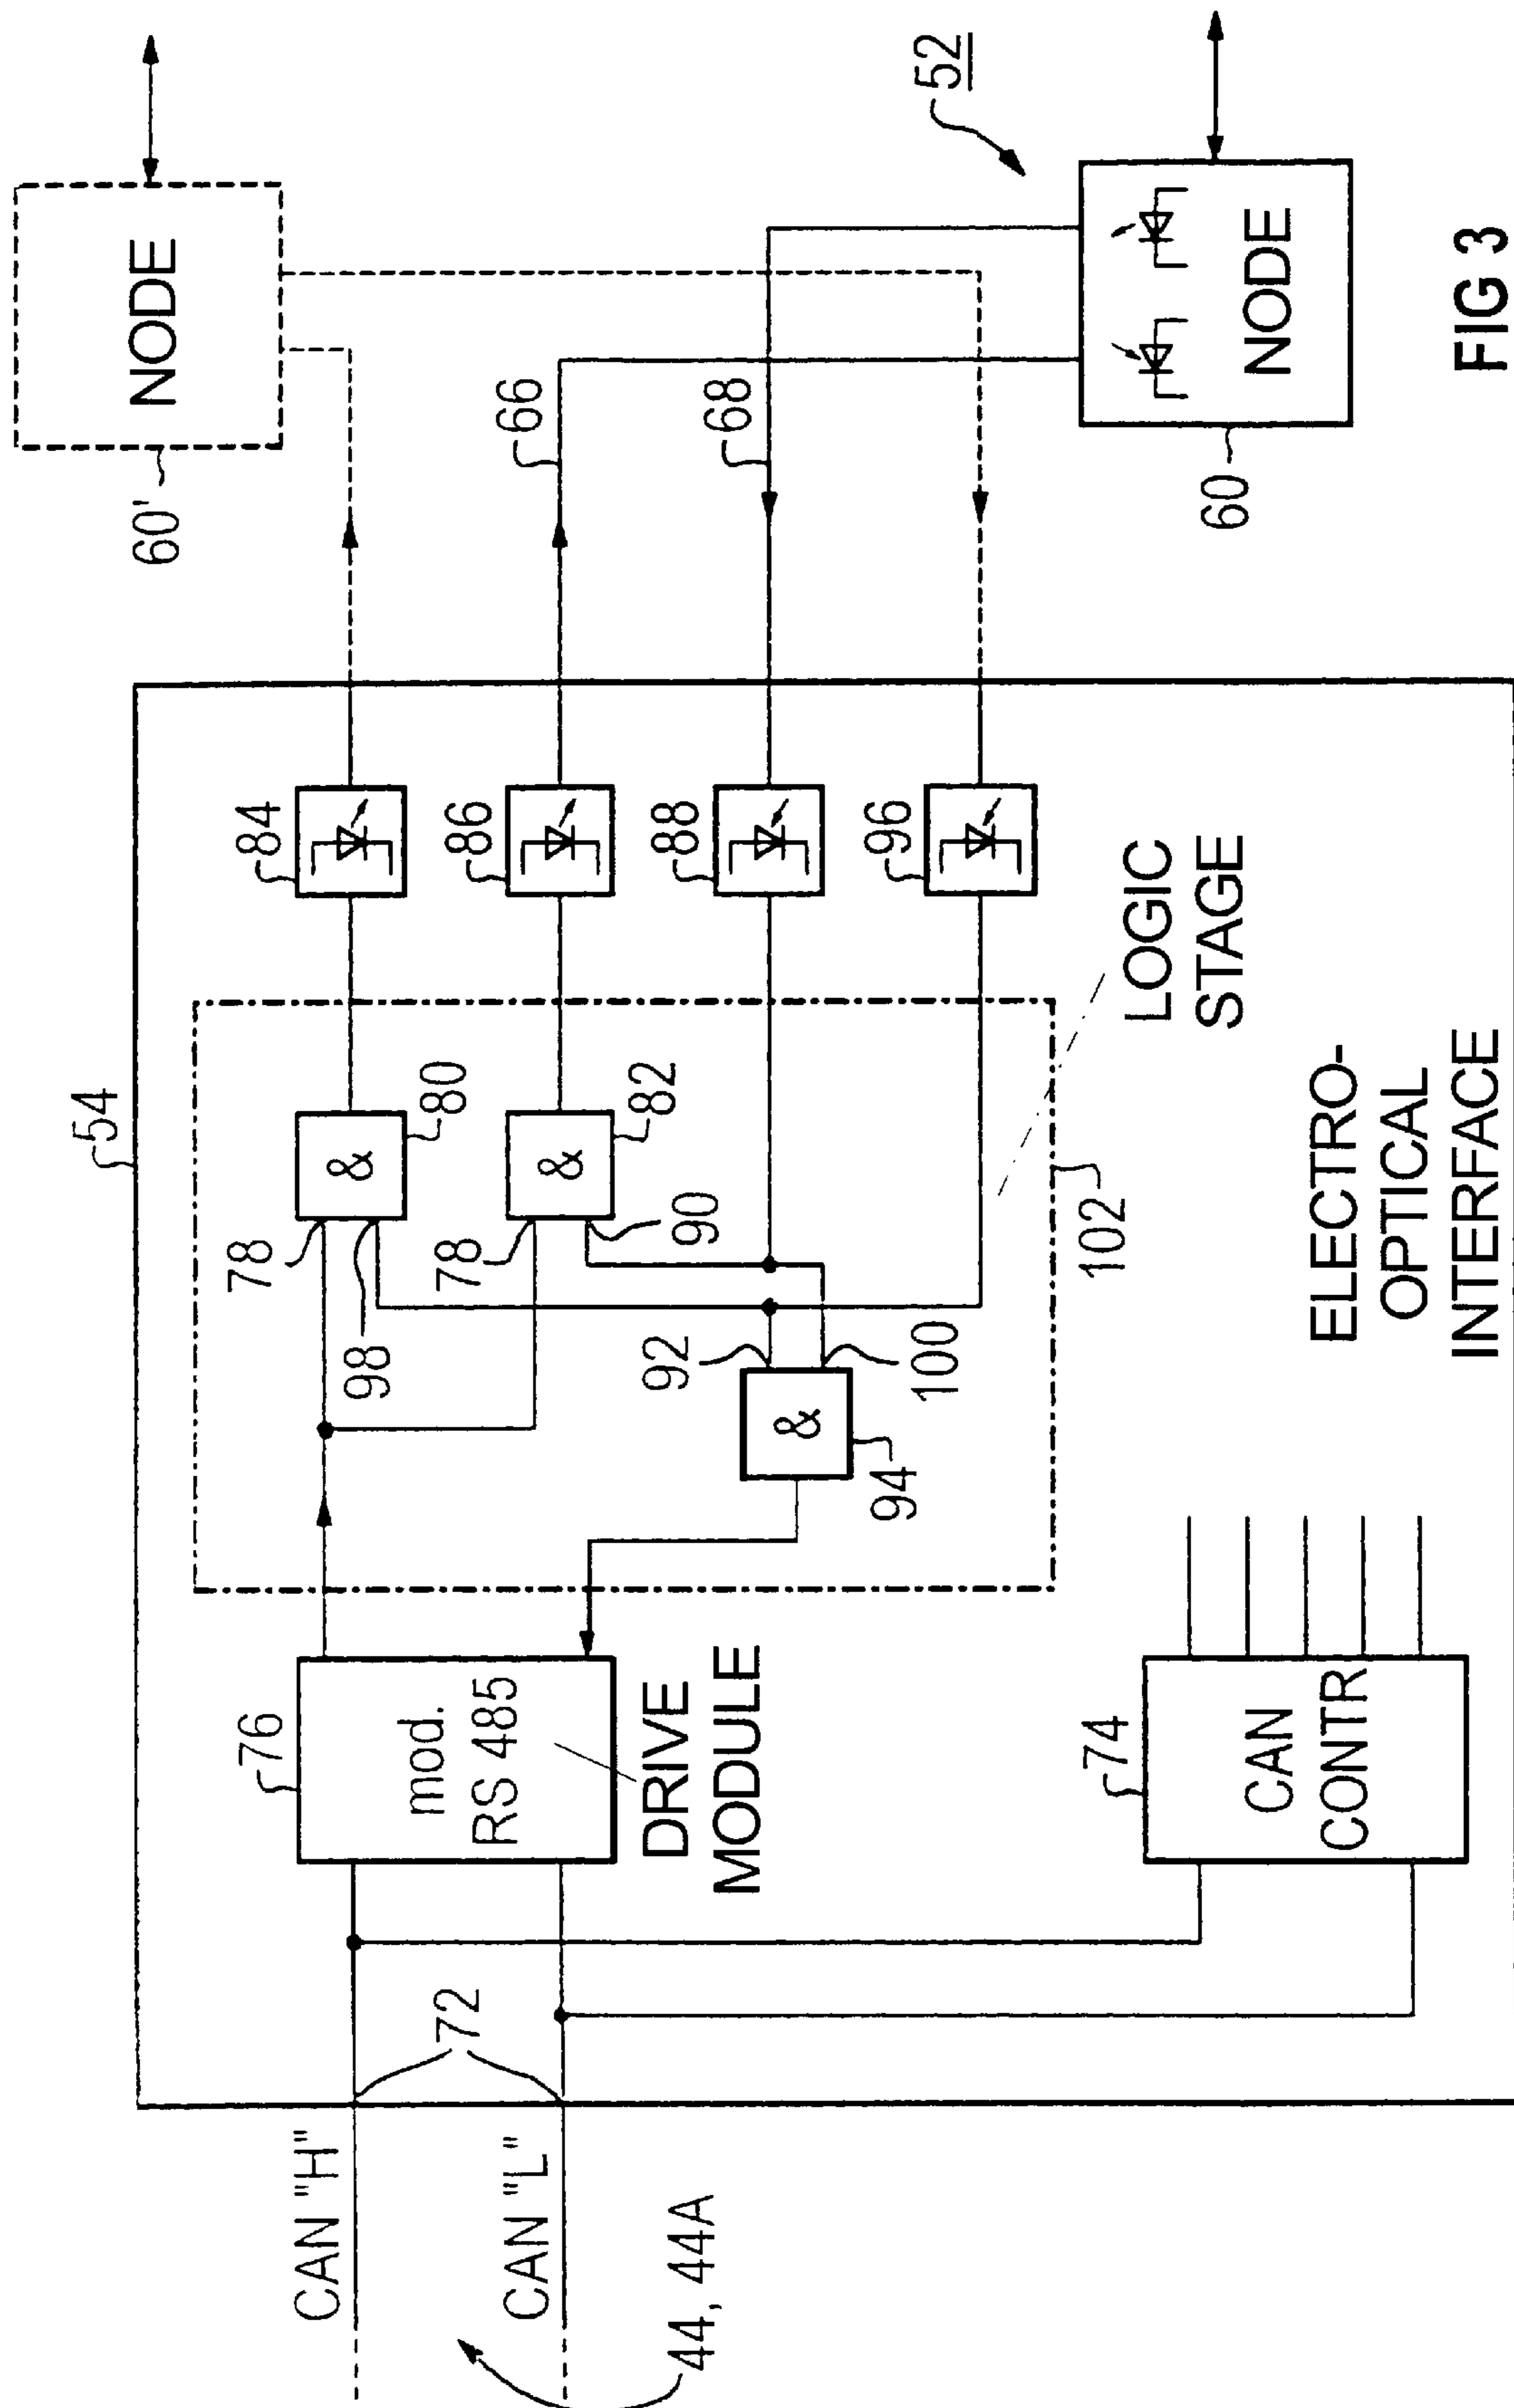 54
52
CAN "H"
CAN "L"
44, 44A
72
76
mod.
RS 485
DRIVE
MODULE
74
CAN
CONTR
78
98
&
80
78
90
&
82
92
100
&
94
102
84
86
88
96
LOGIC
STAGE
ELECTRO-
OPTICAL
INTERFACE
60'
NODE
66
68
60
NODE
FIG 3